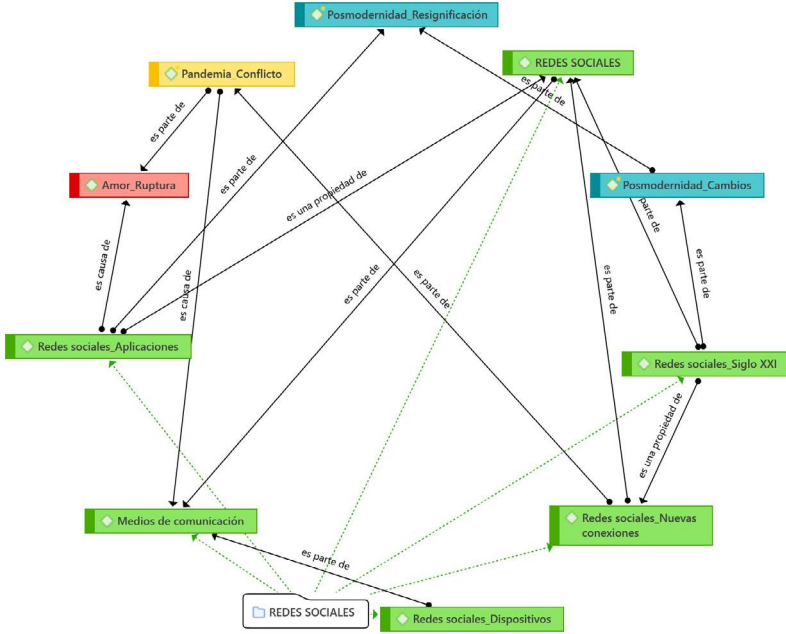 Posmodernidad_Resignificación
REDES SOCIALES
Pandemia_Conflicto
es parte de
es parte de
Amor_Ruptura
es parte de
Posmodernidad_Cambios
es una propiedad de
parte de
es causa de
es causa de
es parte de
es parte de
es parte de
es parte de
Redes sociales_Aplicaciones
Redes sociales_Siglo XXI
es una propiedad de
Medios de comunicación
Redes sociales_Nuevas
conexiones
es parte de
REDES SOCIALES
Redes sociales_Dispositivos